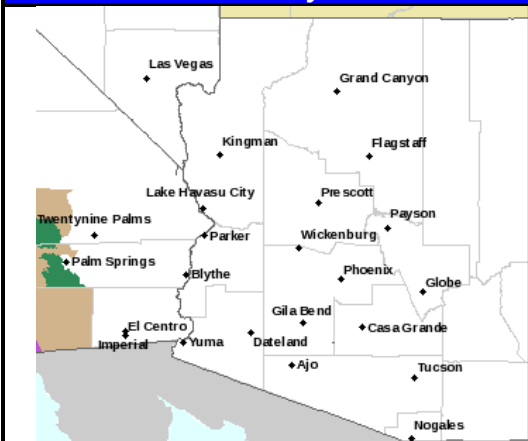 Las Vegas
Grand Canyon
Kingman
Flagstaff
Lake Havasu City
Prescott
Payson
Twentynine Palms
Parker
Wickenburg
Palm Springs
Blythe
Phoenix
Globe
Gila Bend
El Centro
Casa Grande
Imperial
Yuma
Dateland
Ajo
Tucson
Nogales